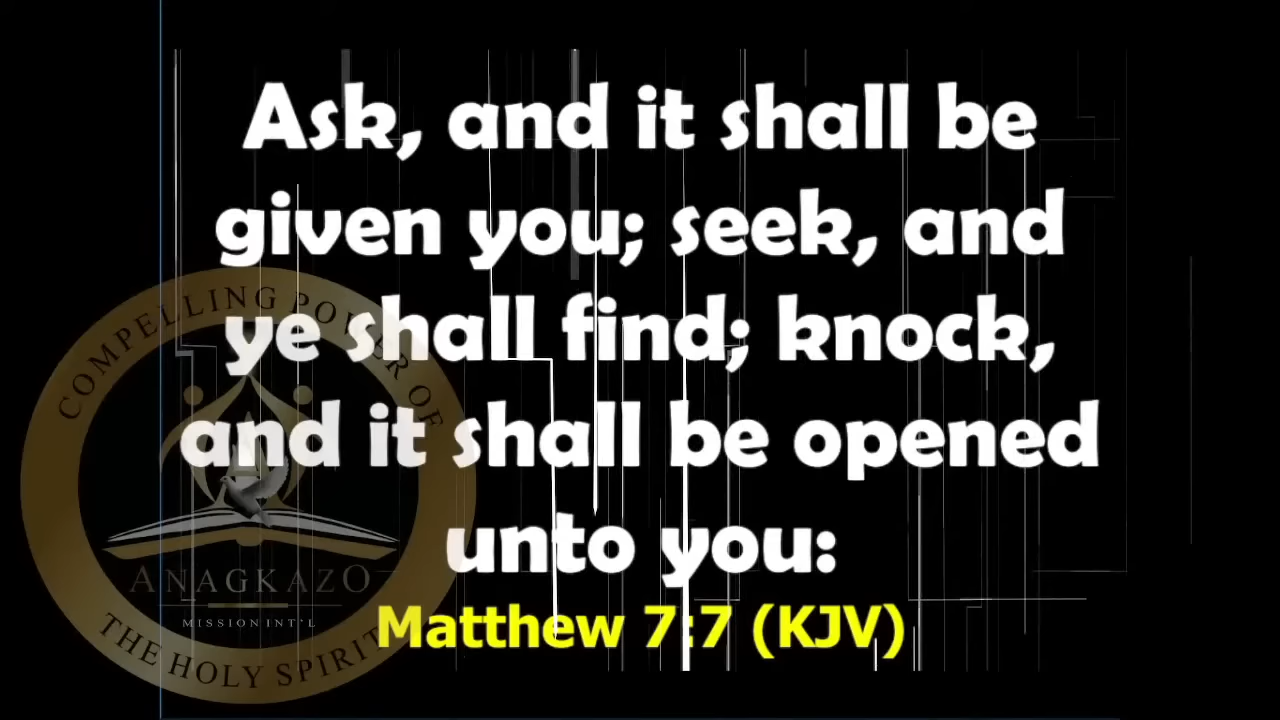 Ask, and it shall be
given you; seek, and
ye shall find; knock,
and it shall be opened
unto you:
Matthew 7:7 (KJV)
COMPELLING POWER OF
ANAGKAZO
MISSION INT'L
THE HOLY SPIRIT